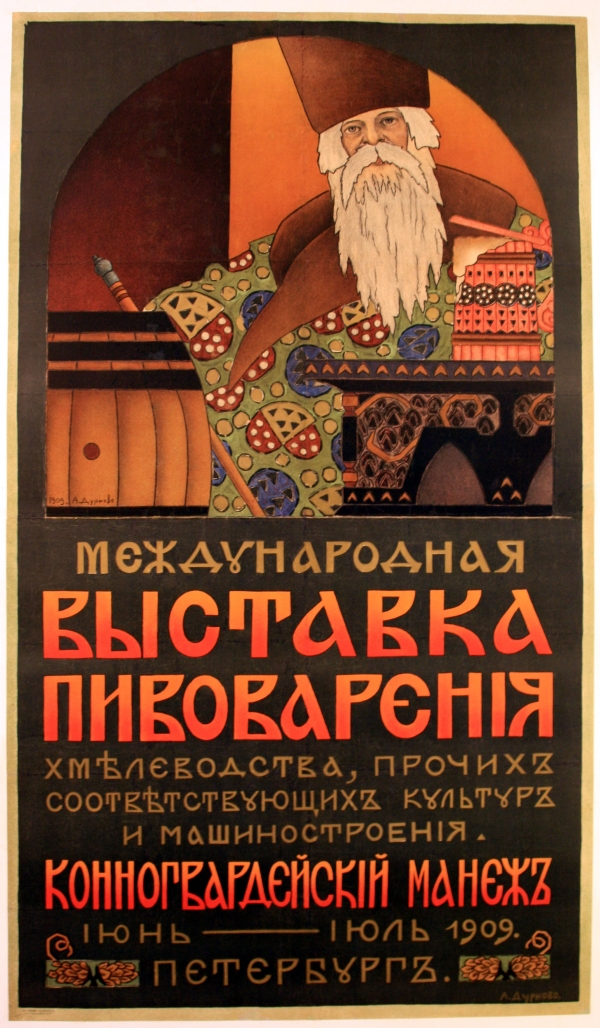 1909. А. Дурново
МЕЖДУНАРОДНАЯ
ВЫСТАВКА
ПИВОВАРЕНІЯ
ХМѢЛЕВОДСТВА, ПРОЧИХЪ
СООТВѢТСТВУЮЩИХЪ КУЛЬТУРЪ
И МАШИНОСТРОЕНІЯ.
КОННОГВАРДЕЙСКІЙ МАНЕЖЪ
ІЮНЬ — ІЮЛЬ 1909.
ПЕТЕРБУРГЪ.
А. Дурново.